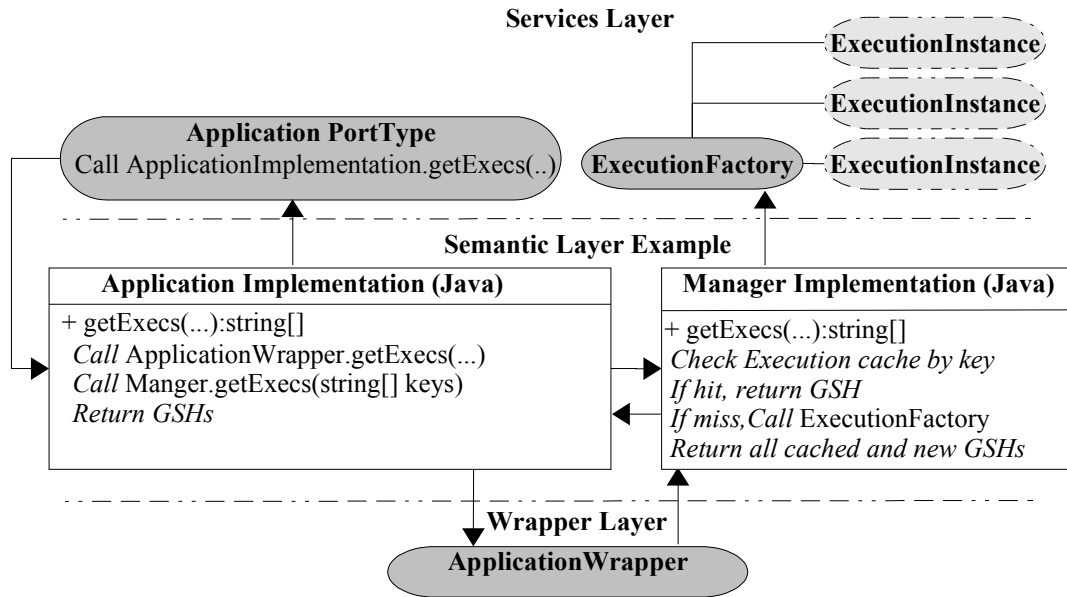 Services Layer
ExecutionInstance
ExecutionInstance
ExecutionInstance
Application PortType
Call ApplicationImplementation.getExecs(..)
ExecutionFactory
Semantic Layer Example
Application Implementation (Java)
+ getExecs(...):string[]
Call ApplicationWrapper.getExecs(...)
Call Manger.getExecs(string[] keys)
Return GSHs
Manager Implementation (Java)
+ getExecs(...):string[]
Check Execution cache by key
If hit, return GSH
If miss,Call ExecutionFactory
Return all cached and new GSHs
Wrapper Layer
ApplicationWrapper